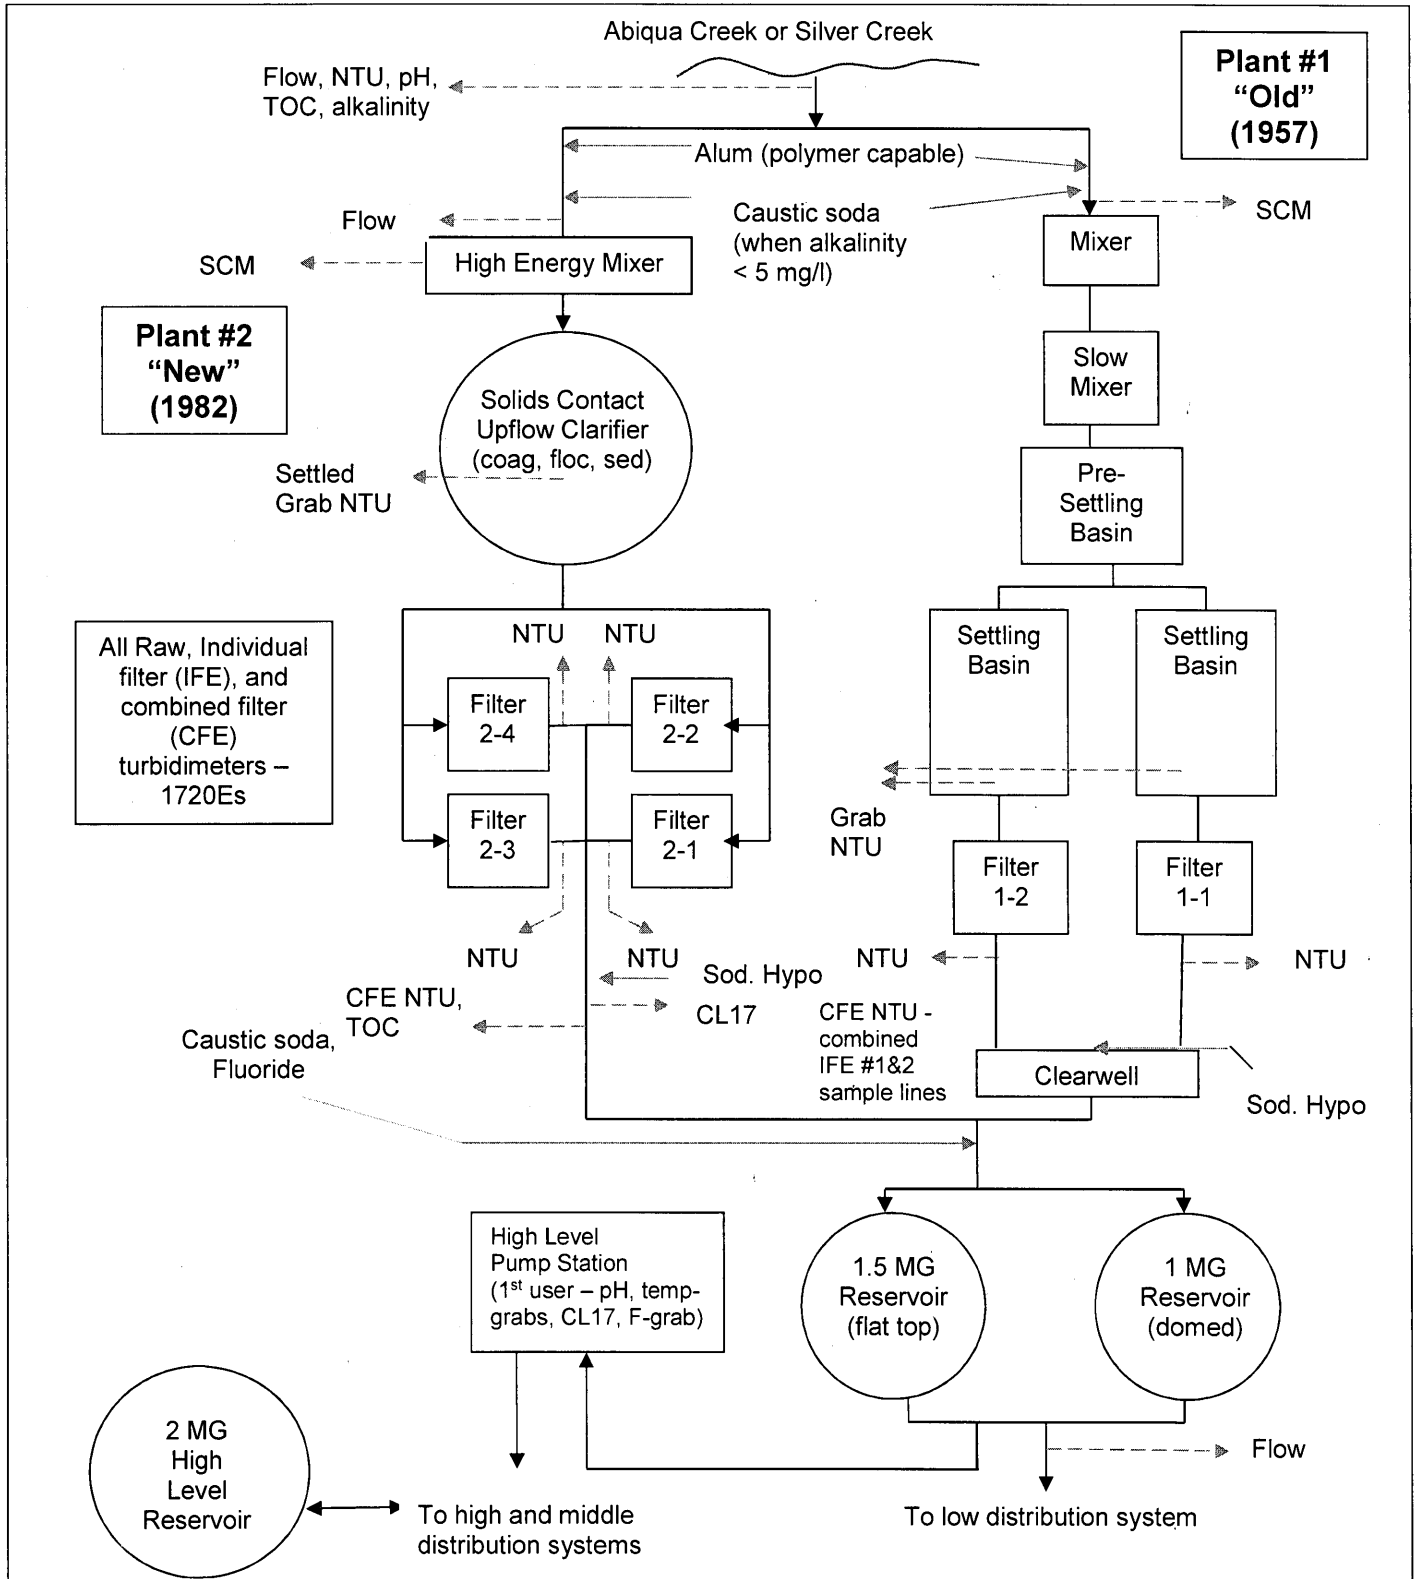 Abiqua Creek or Silver Creek
Flow, NTU, pH,
TOC, alkalinity
Plant #1
“Old”
(1957)
Alum (polymer capable)
Flow
Caustic soda
(when alkalinity
< 5 mg/l)
SCM
Mixer
SCM
High Energy Mixer
Plant #2
“New”
(1982)
Slow
Mixer
Solids Contact
Upflow Clarifier
(coag, floc, sed)
Settled
Grab NTU
Pre-
Settling
Basin
All Raw, Individual
filter (IFE), and
combined filter
(CFE)
turbidimeters –
1720Es
NTU
NTU
Settling
Basin
Settling
Basin
Filter
2-4
Filter
2-2
Filter
2-3
Filter
2-1
Grab
NTU
Filter
1-2
Filter
1-1
NTU
NTU
NTU
NTU
Sod. Hypo
CL17
CFE NTU,
TOC
CFE NTU -
combined
IFE #1&2
sample lines
Caustic soda,
Fluoride
Clearwell
Sod. Hypo
High Level
Pump Station
(1st user – pH, temp-
grabs, CL17, F-grab)
1.5 MG
Reservoir
(flat top)
1 MG
Reservoir
(domed)
2 MG
High
Level
Reservoir
Flow
To high and middle
distribution systems
To low distribution system